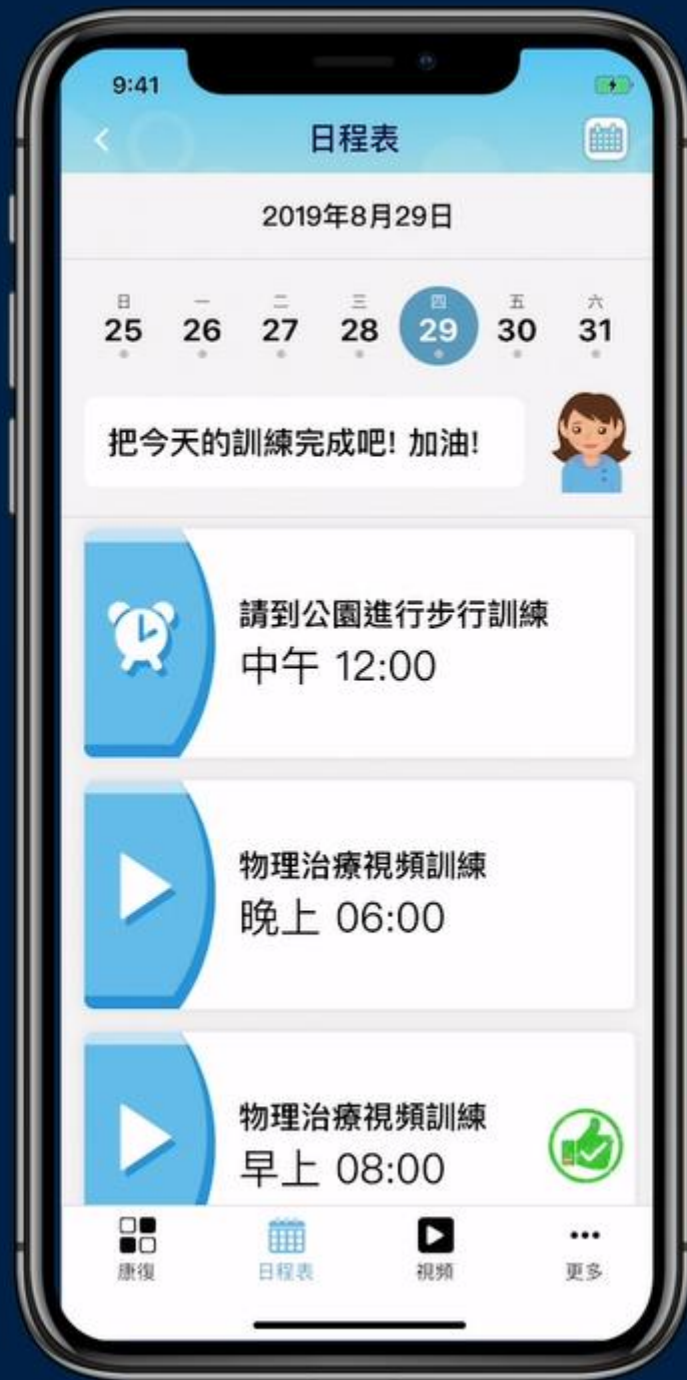 9:41
日程表
2019年8月29日
日 一 二 三 四 五 六
25 26 27 28 29 30 31
把今天的訓練完成吧! 加油!
請到公園進行步行訓練
中午 12:00
物理治療視頻訓練
晚上 06:00
物理治療視頻訓練
早上 08:00
康復 日程表 視頻 更多